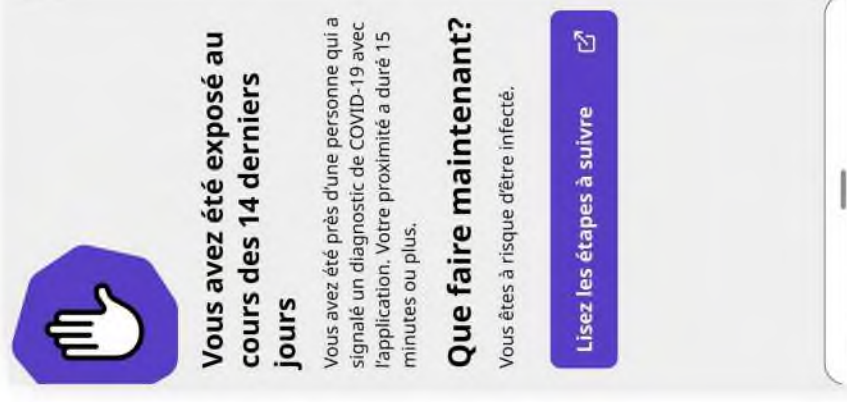 Vous avez été exposé au
cours des 14 derniers
jours
Vous avez été près d'une personne qui a
signalé un diagnostic de COVID-19 avec
l'application. Votre proximité a duré 15
minutes ou plus.
Que faire maintenant?
Vous êtes à risque d'être infecté.
Lisez les étapes à suivre